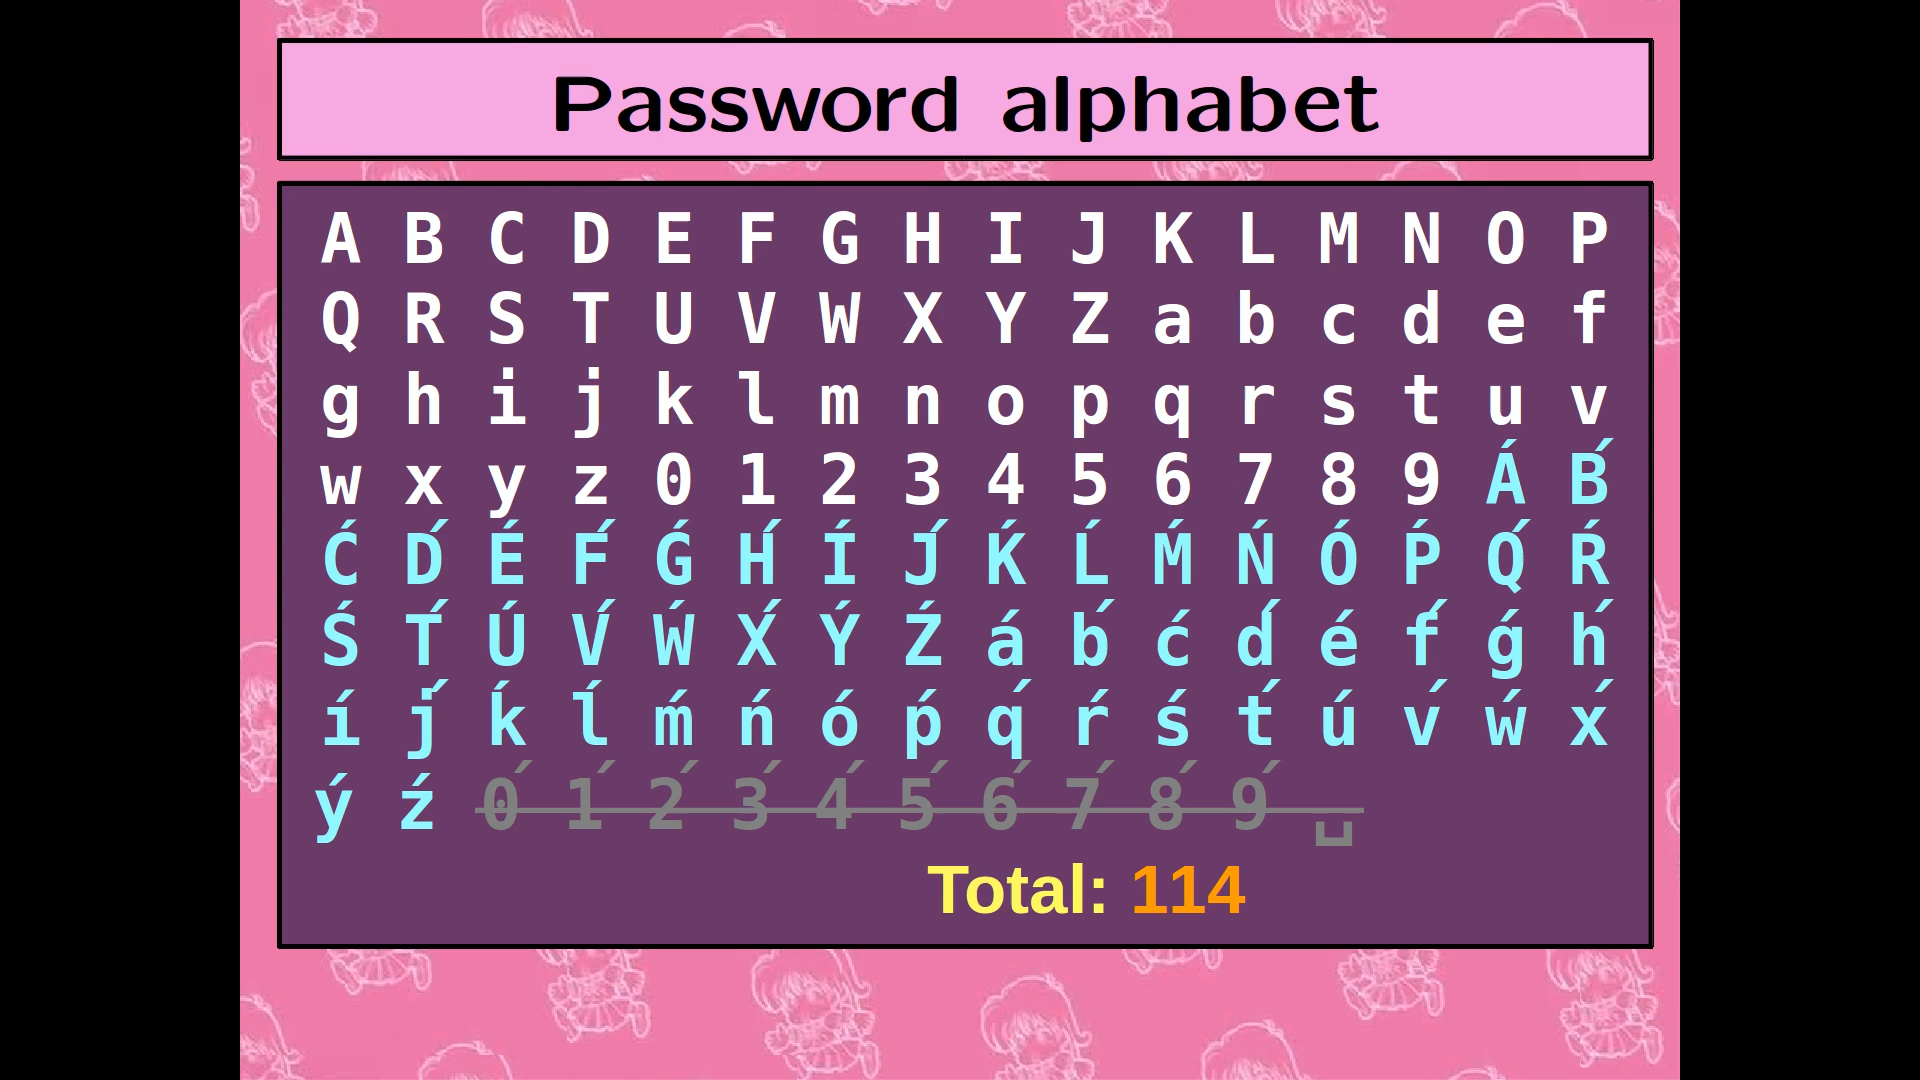 Password alphabet
A B C D E F G H I J K L M N O P
Q R S T U V W X Y Z a b c d e f
g h i j k l m n o p q r s t u v
w x y z 0 1 2 3 4 5 6 7 8 9 Á B́
Ć D́ É F́ Ǵ H́ Í J́ Ḱ Ĺ Ḿ Ń Ó Ṕ Q́ Ŕ
Ś T́ Ú V́ Ẃ X́ Ý Ź á b́ ć d́ é f́ ǵ h́
í j́ ḱ ĺ ḿ ń ó ṕ q́ ŕ ś t́ ú v́ ẃ x́
ý ź 0́ 1́ 2́ 3́ 4́ 5́ 6́ 7́ 8́ 9́ ␣
Total: 114